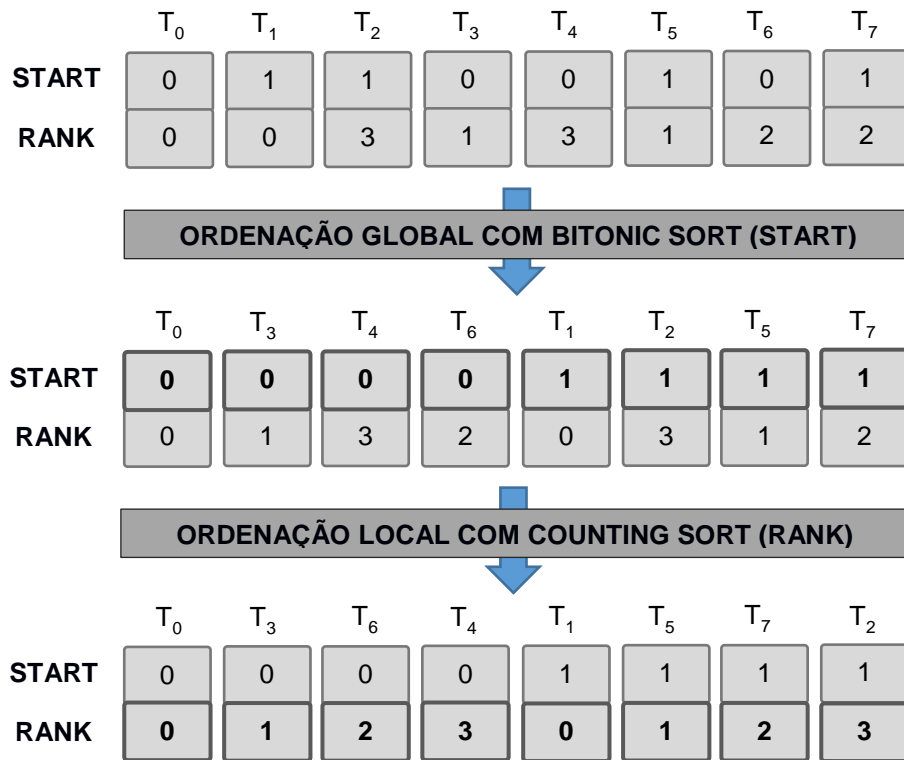 T0 T1 T2 T3 T4 T5 T6 T7
START 0 1 1 0 0 1 0 1
RANK 0 0 3 1 3 1 2 2
ORDENAÇÃO GLOBAL COM BITONIC SORT (START)
T0 T3 T4 T6 T1 T2 T5 T7
START 0 0 0 0 1 1 1 1
RANK 0 1 3 2 0 3 1 2
ORDENAÇÃO LOCAL COM COUNTING SORT (RANK)
T0 T3 T6 T4 T1 T5 T7 T2
START 0 0 0 0 1 1 1 1
RANK 0 1 2 3 0 1 2 3